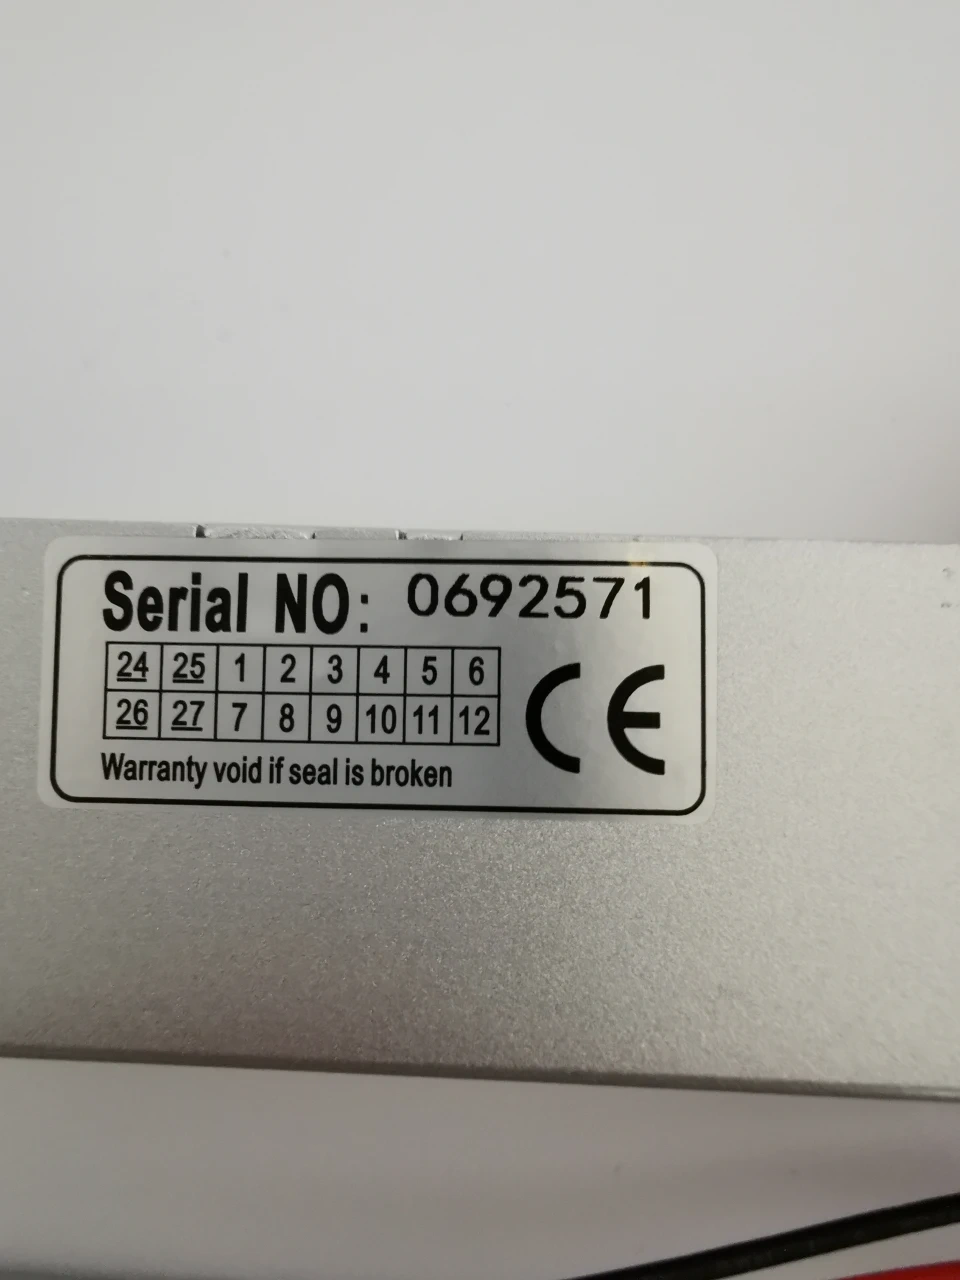 Serial NO: 0692571
24 25 1 2 3 4 5 6
26 27 7 8 9 10 11 12
CE
Warranty void if seal is broken